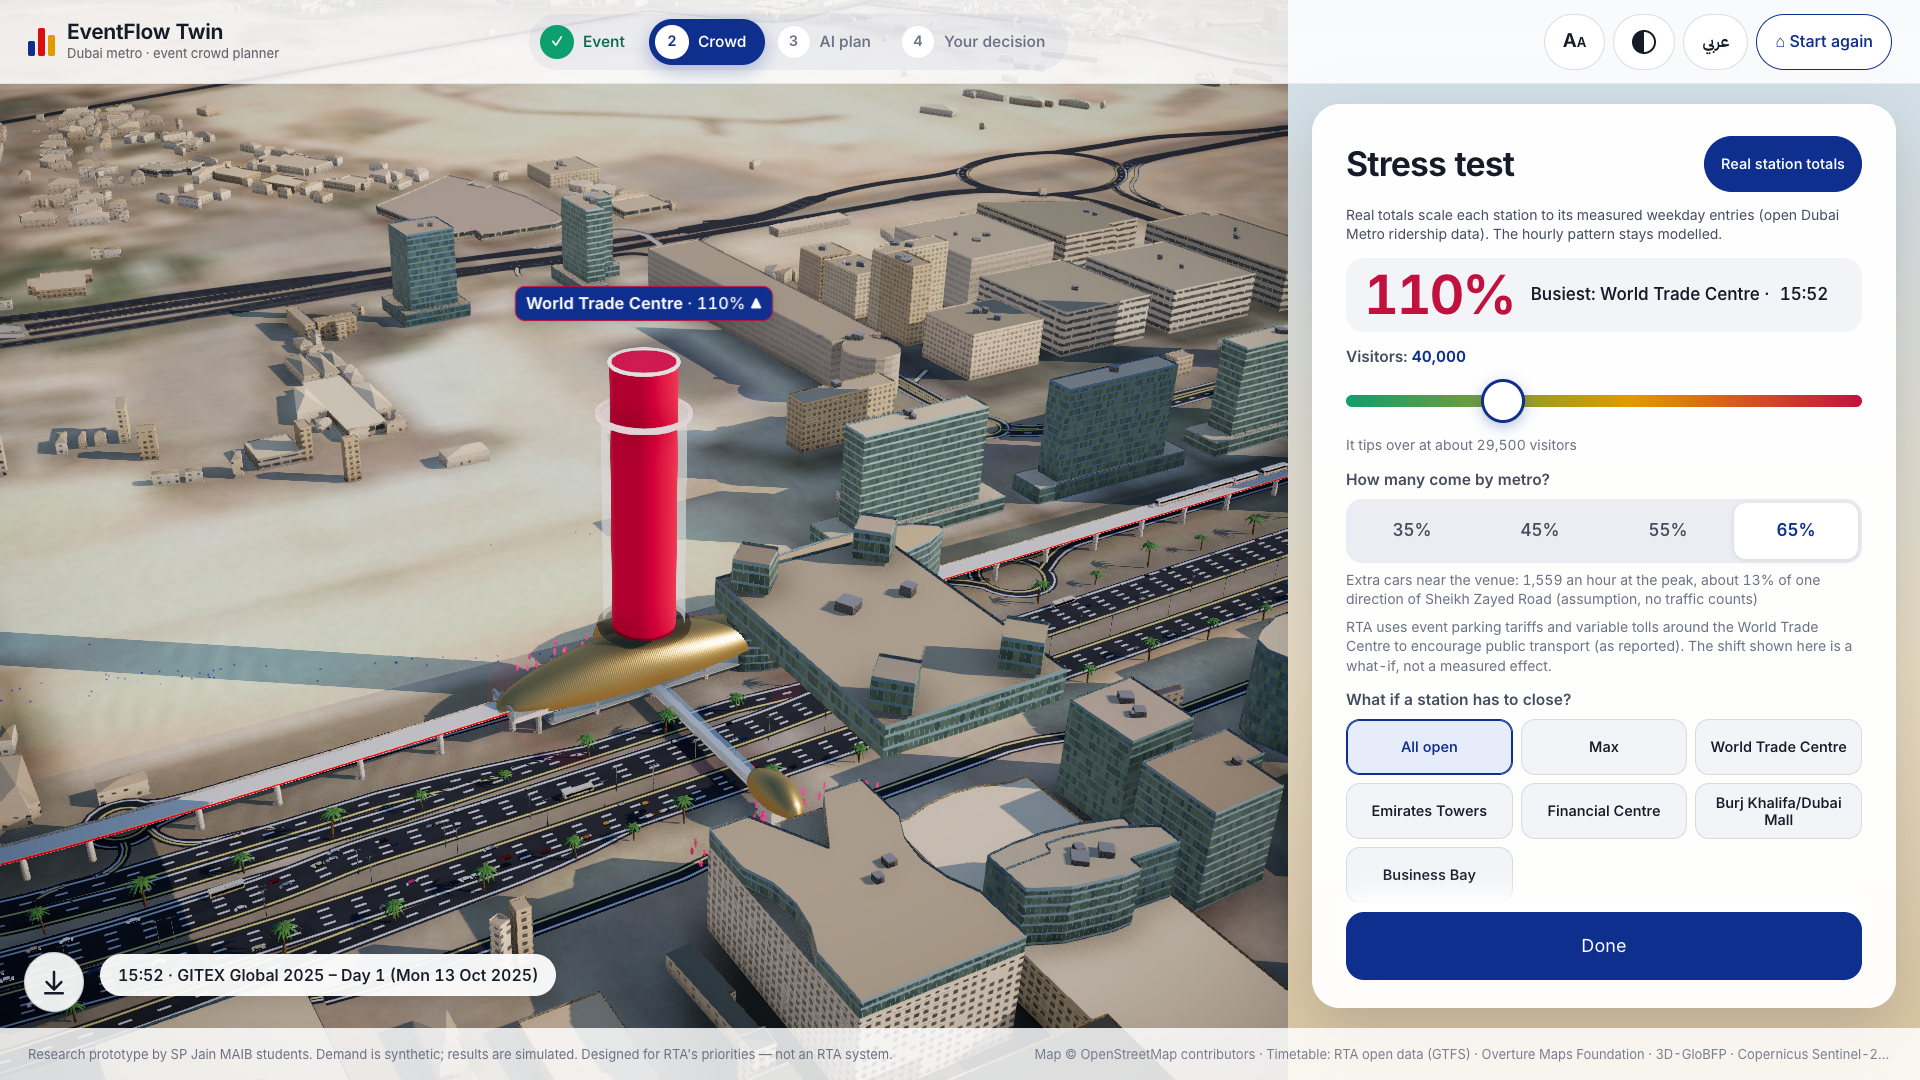 EventFlow Twin
Dubai metro · event crowd planner
Event
2 Crowd
3 AI plan
4 Your decision
AA
عربي
⌂ Start again
World Trade Centre · 110% ▲
Stress test
Real station totals
Real totals scale each station to its measured weekday entries (open Dubai
Metro ridership data). The hourly pattern stays modelled.
110% Busiest: World Trade Centre · 15:52
Visitors: 40,000
It tips over at about 29,500 visitors
How many come by metro?
35% 45% 55% 65%
Extra cars near the venue: 1,559 an hour at the peak, about 13% of one
direction of Sheikh Zayed Road (assumption, no traffic counts)
RTA uses event parking tariffs and variable tolls around the World Trade
Centre to encourage public transport (as reported). The shift shown here is a
what-if, not a measured effect.
What if a station has to close?
All open
Max
World Trade Centre
Emirates Towers
Financial Centre
Burj Khalifa/Dubai
Mall
Business Bay
Done
15:52 · GITEX Global 2025 – Day 1 (Mon 13 Oct 2025)
Research prototype by SP Jain MAIB students. Demand is synthetic; results are simulated. Designed for RTA's priorities — not an RTA system.
Map © OpenStreetMap contributors · Timetable: RTA open data (GTFS) · Overture Maps Foundation · 3D-GloBFP · Copernicus Sentinel-2...